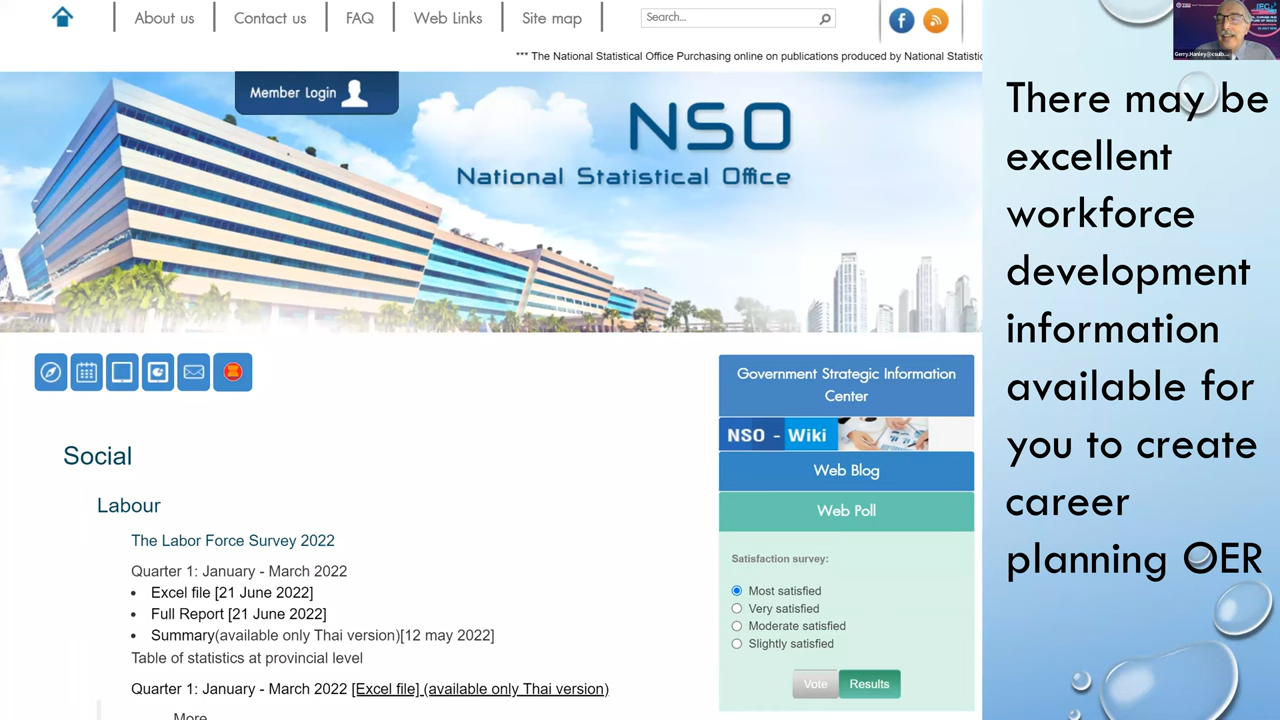 About us
Contact us
FAQ
Web Links
Site map
Search...
*** The National Statistical Office Purchasing online on publications produced by National Statistic
Member Login
NSO
National Statistical Office
Social
Labour
The Labor Force Survey 2022
Quarter 1: January - March 2022
• Excel file [21 June 2022]
• Full Report [21 June 2022]
• Summary(available only Thai version)[12 may 2022]
Table of statistics at provincial level
Quarter 1: January - March 2022 [Excel file] (available only Thai version)
More
Government Strategic Information
Center
NSO - Wiki
Web Blog
Web Poll
Satisfaction survey:
Most satisfied
Very satisfied
Moderate satisfied
Slightly satisfied
Vote
Results
There may be
excellent
workforce
development
information
available for
you to create
career
planning OER
Gerry.Hanley@csulb...